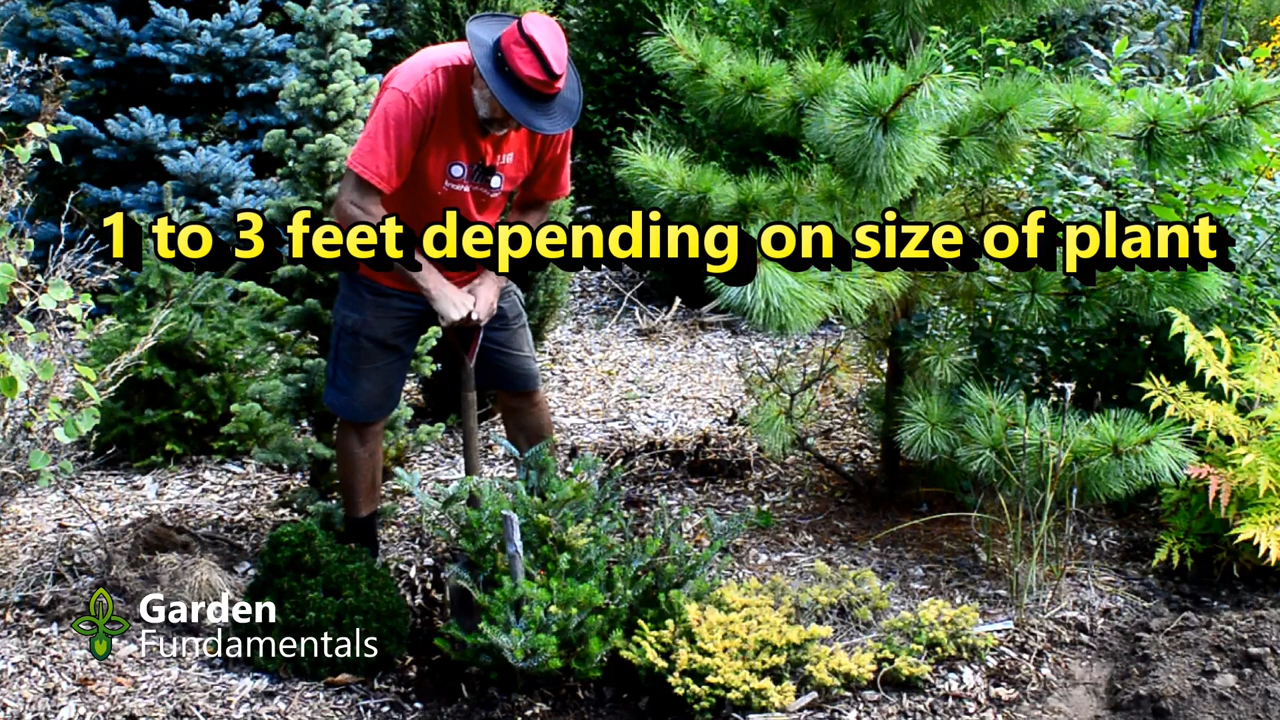 1 to 3 feet depending on size of plant
Garden
Fundamentals